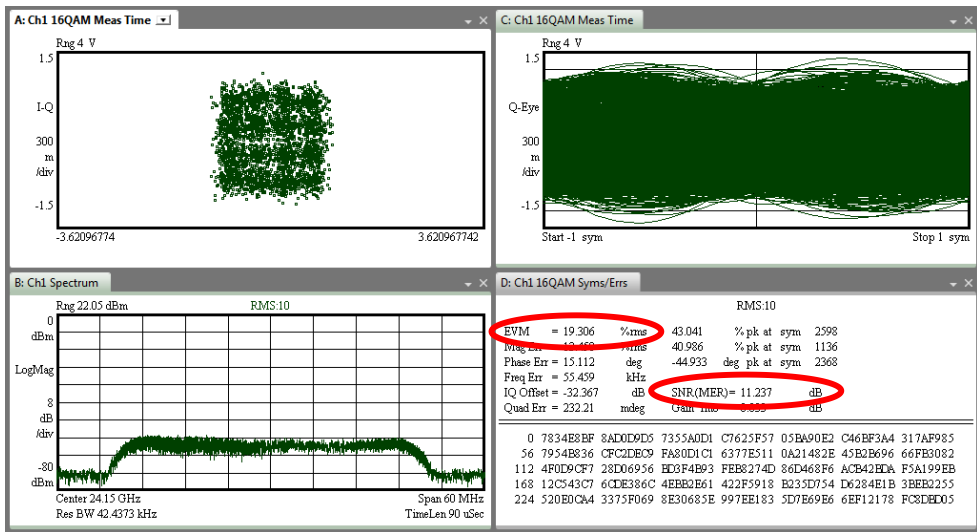 A: Ch1 16QAM Meas Time
Rng 4 V
1.5
I-Q
300
m
/div
-1.5
-3.62096774
3.620967742
C: Ch1 16QAM Meas Time
Rng 4 V
1.5
Q-Eye
300
m
/div
-1.5
Start -1 sym
Stop 1 sym
B: Ch1 Spectrum
Rng 22.05 dBm
RMS:10
0
dBm
LogMag
8
dB
/div
-80
dBm
Center 24.15 GHz
Span 60 MHz
Res BW 42.4373 kHz
TimeLen 90 uSec
D: Ch1 16QAM Syms/Errs
RMS:10
EVM = 19.306 %rms 43.041 % pk at sym 2598
Mag Err = %rms 40.986 % pk at sym 1136
Phase Err = 15.112 deg -44.933 deg pk at sym 2368
Freq Err = 55.459 kHz
IQ Offset = -32.367 dB SNR(MER)= 11.237 dB
Quad Err = 232.21 mdeg Gain dB
0 7834E8BF 8AD0D9D5 7355A0D1 C7625F57 05BA90E2 C46BF3A4 317AF985
56 7954B836 CFC2DEC9 FA80D1C1 6377E511 0A21482E 45B2B696 66FB3082
112 4F0D9CF7 28D06956 BD3F4B93 FEB8274D 86D468F6 ACB42BDA F5A199EB
168 12C543C7 6CDE386C 4EBB2E61 422F5918 B235D754 D6284E1B 3BEB2255
224 520E0CA4 3375F069 8E30685E 997EE183 5D7E69E6 6EF12178 FC8DBD05